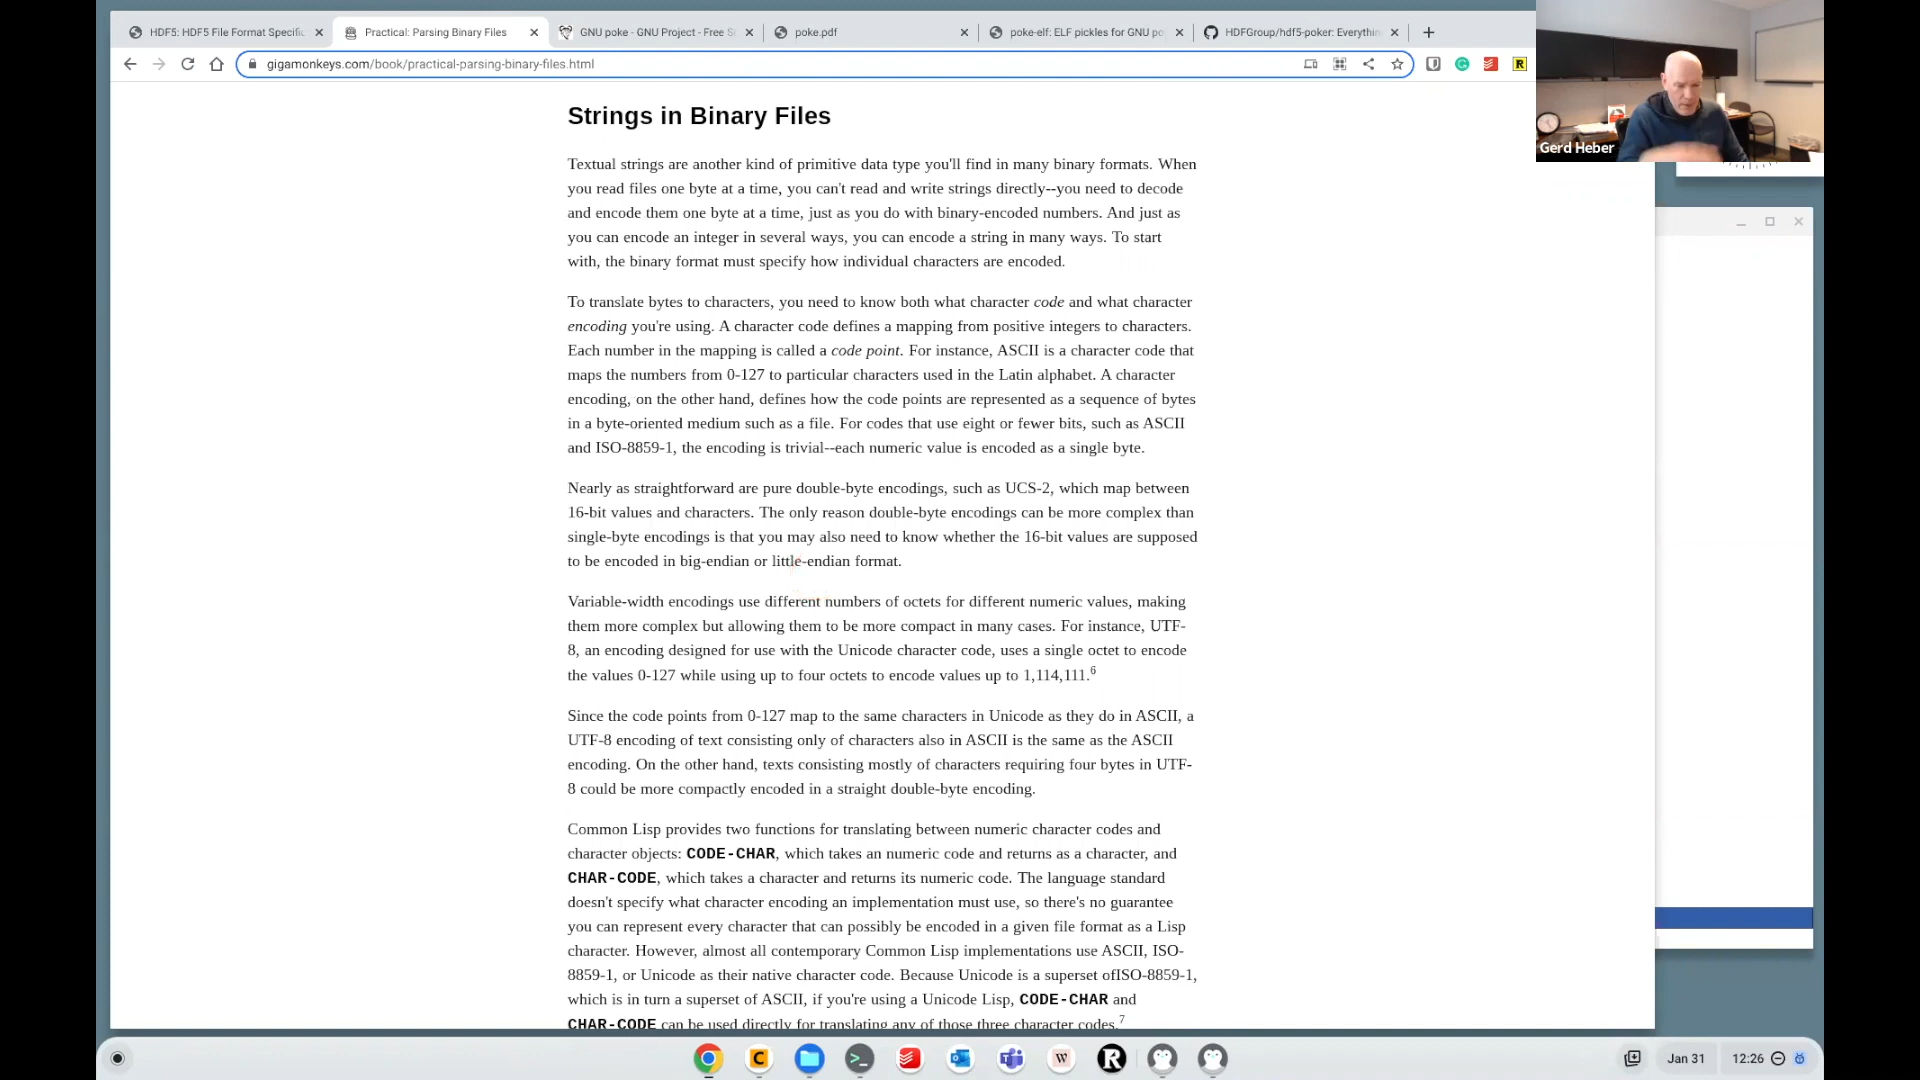 HDF5: HDF5 File Format Specific
Practical: Parsing Binary Files
GNU poke - GNU Project - Free S
poke.pdf
poke-elf: ELF pickles for GNU po
HDFGroup/hdf5-poker: Everythin
gigamonkeys.com/book/practical-parsing-binary-files.html
Gerd Heber
Strings in Binary Files
Textual strings are another kind of primitive data type you'll find in many binary formats. When
you read files one byte at a time, you can't read and write strings directly--you need to decode
and encode them one byte at a time, just as you do with binary-encoded numbers. And just as
you can encode an integer in several ways, you can encode a string in many ways. To start
with, the binary format must specify how individual characters are encoded.
To translate bytes to characters, you need to know both what character code and what character
encoding you're using. A character code defines a mapping from positive integers to characters.
Each number in the mapping is called a code point. For instance, ASCII is a character code that
maps the numbers from 0-127 to particular characters used in the Latin alphabet. A character
encoding, on the other hand, defines how the code points are represented as a sequence of bytes
in a byte-oriented medium such as a file. For codes that use eight or fewer bits, such as ASCII
and ISO-8859-1, the encoding is trivial--each numeric value is encoded as a single byte.
Nearly as straightforward are pure double-byte encodings, such as UCS-2, which map between
16-bit values and characters. The only reason double-byte encodings can be more complex than
single-byte encodings is that you may also need to know whether the 16-bit values are supposed
to be encoded in big-endian or little-endian format.
Variable-width encodings use different numbers of octets for different numeric values, making
them more complex but allowing them to be more compact in many cases. For instance, UTF-
8, an encoding designed for use with the Unicode character code, uses a single octet to encode
the values 0-127 while using up to four octets to encode values up to 1,114,111.6
Since the code points from 0-127 map to the same characters in Unicode as they do in ASCII, a
UTF-8 encoding of text consisting only of characters also in ASCII is the same as the ASCII
encoding. On the other hand, texts consisting mostly of characters requiring four bytes in UTF-
8 could be more compactly encoded in a straight double-byte encoding.
Common Lisp provides two functions for translating between numeric character codes and
character objects: CODE-CHAR, which takes an numeric code and returns as a character, and
CHAR-CODE, which takes a character and returns its numeric code. The language standard
doesn't specify what character encoding an implementation must use, so there's no guarantee
you can represent every character that can possibly be encoded in a given file format as a Lisp
character. However, almost all contemporary Common Lisp implementations use ASCII, ISO-
8859-1, or Unicode as their native character code. Because Unicode is a superset ofISO-8859-1,
which is in turn a superset of ASCII, if you're using a Unicode Lisp, CODE-CHAR and
CHAR-CODE can be used directly for translating any of those three character codes.7
Jan 31
12:26